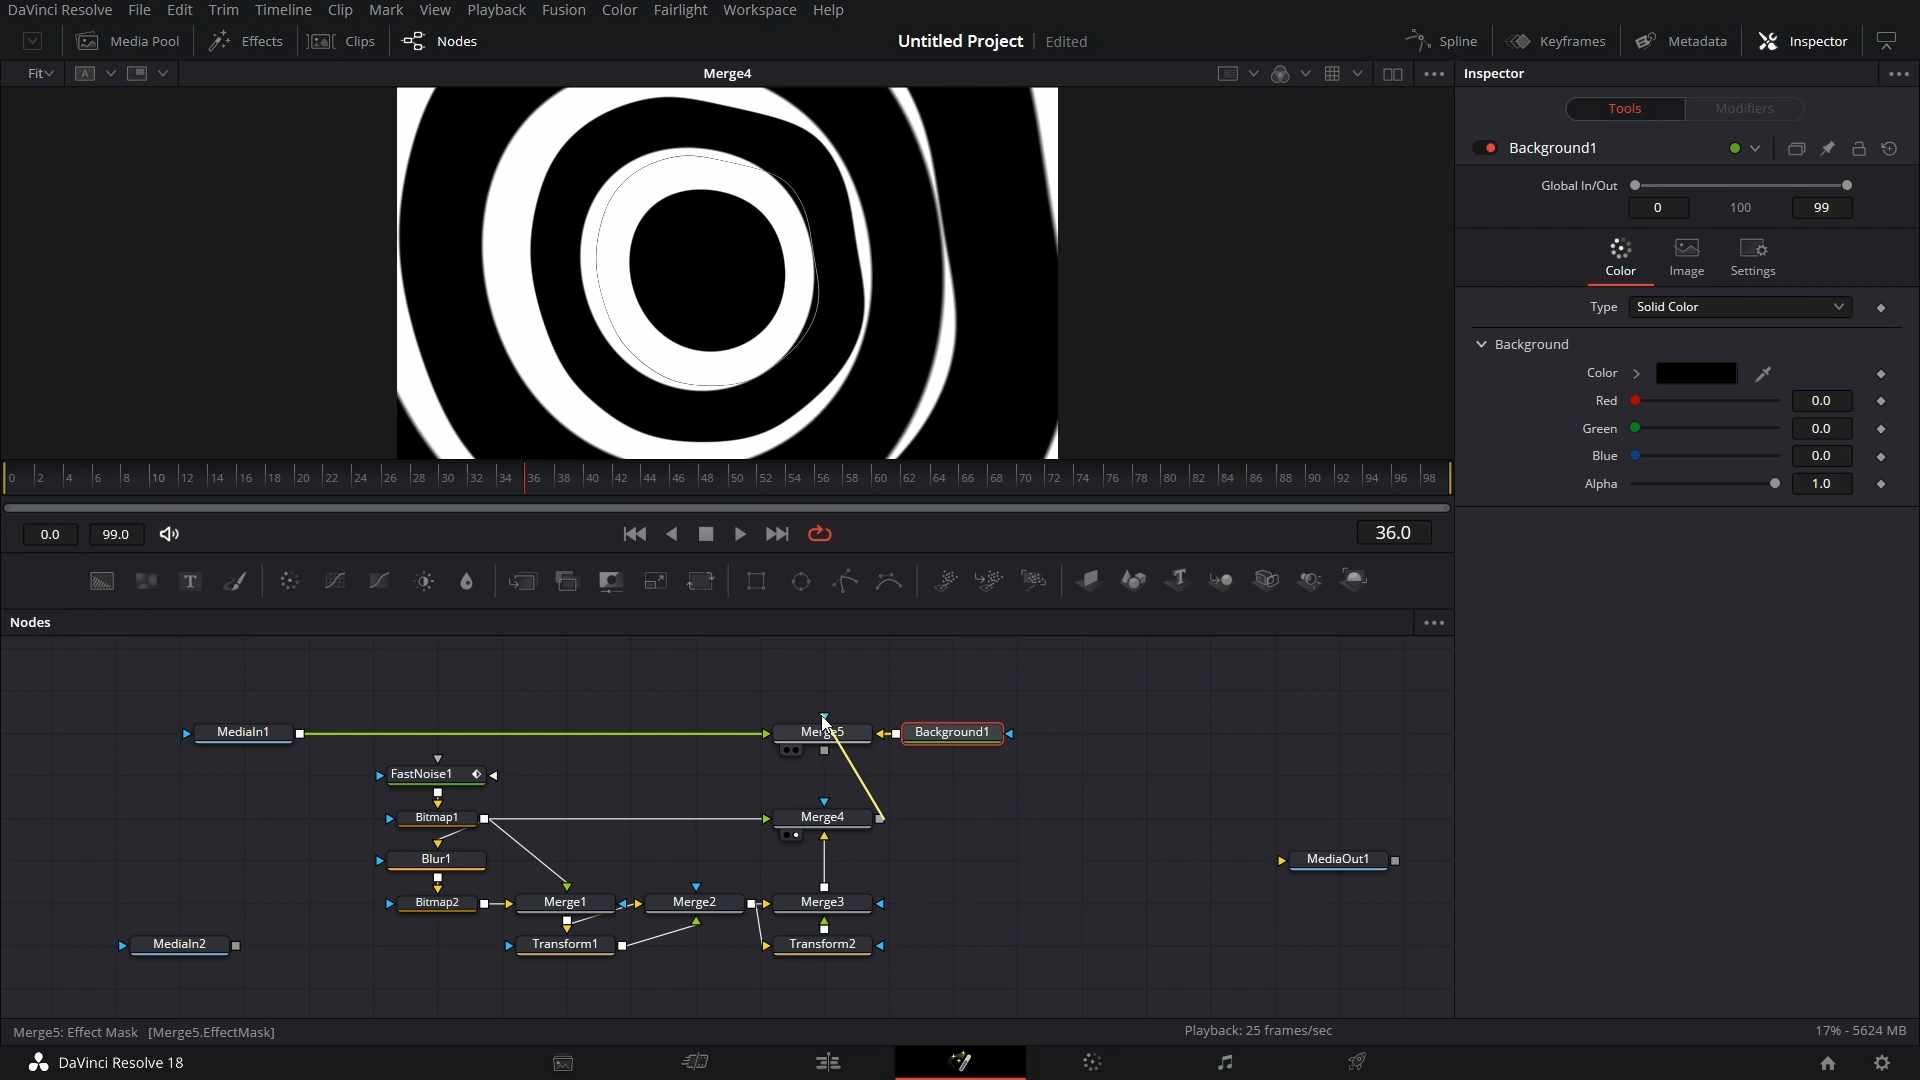 DaVinci Resolve File Edit Trim Timeline Clip Mark View Playback Fusion Color Fairlight Workspace Help
Media Pool Effects Clips Nodes Untitled Project Edited Spline Keyframes Metadata Inspector
Fit A Merge4 Inspector
Tools Modifiers
Background1
Global In/Out
0 100 99
Color Image Settings
Type Solid Color
Background
Color
Red 0.0
Green 0.0
Blue 0.0
Alpha 1.0
0 2 4 6 8 10 12 14 16 18 20 22 24 26 28 30 32 34 36 38 40 42 44 46 48 50 52 54 56 58 60 62 64 66 68 70 72 74 76 78 80 82 84 86 88 90 92 94 96 98
0.0 99.0 36.0
T T
Nodes
MediaIn1 Merge5 Background1
FastNoise1
Bitmap1 Merge4
Blur1 MediaOut1
Bitmap2 Merge1 Merge2 Merge3
MediaIn2 Transform1 Transform2
Merge5: Effect Mask [Merge5.EffectMask] Playback: 25 frames/sec 17% - 5624 MB
DaVinci Resolve 18